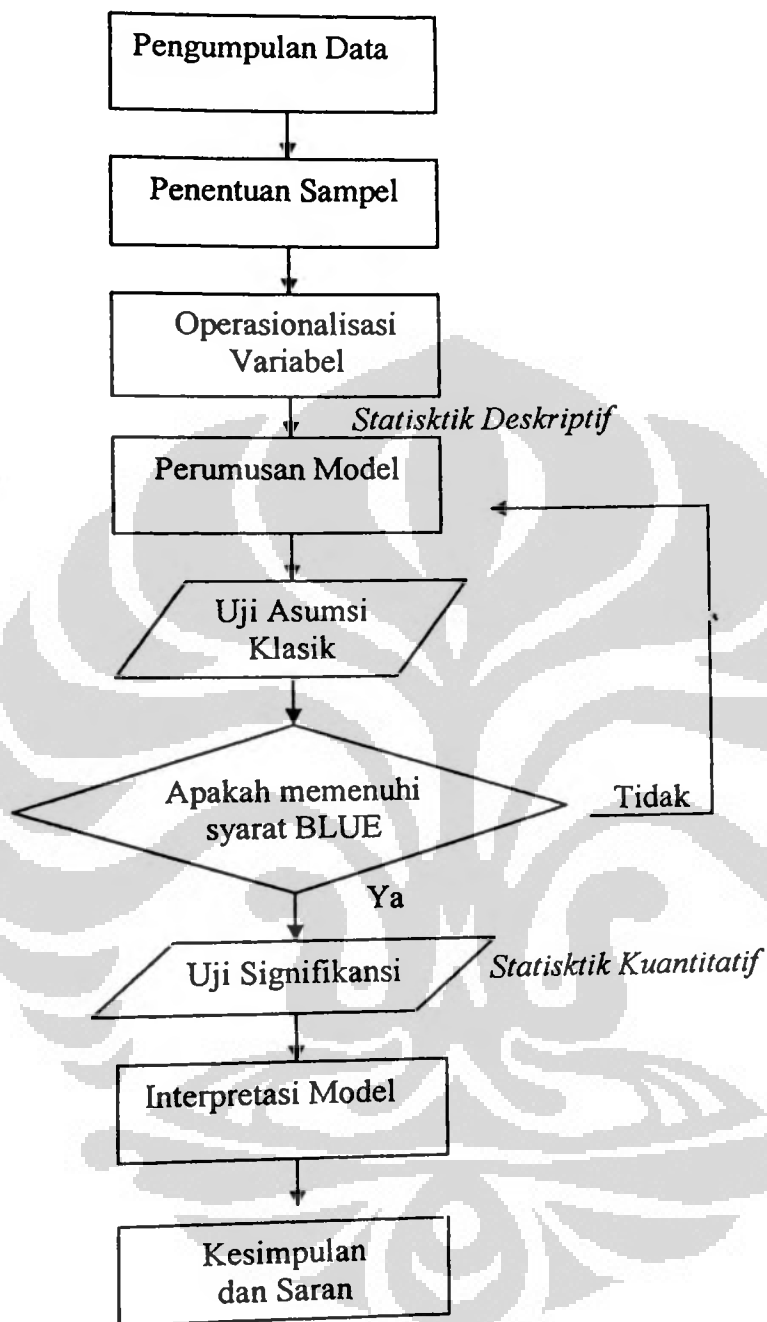 Pengumpulan Data
Penentuan Sampel
Operasionalisasi
Variabel
Statisktik Deskriptif
Perumusan Model
Uji Asumsi
Klasik
Apakah memenuhi
syarat BLUE
Tidak
Ya
Uji Signifikansi
Statisktik Kuantitatif
Interpretasi Model
Kesimpulan
dan Saran